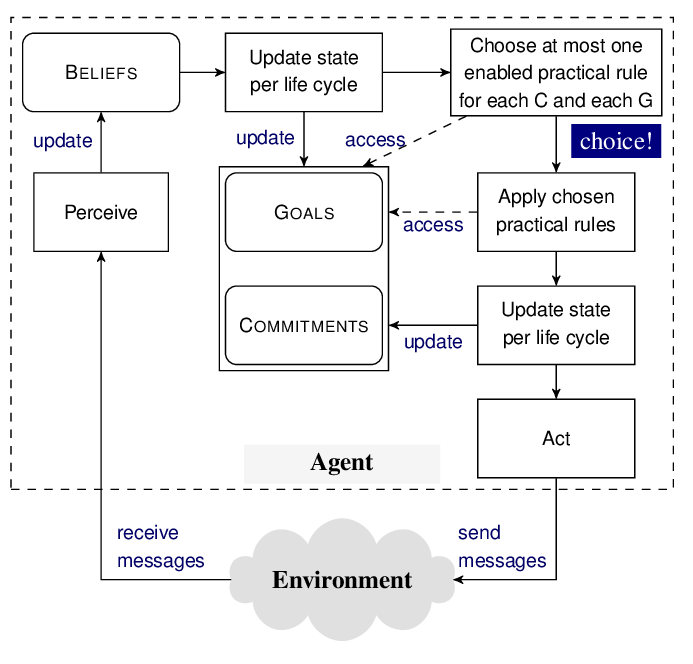 BELIEFS
Update state
per life cycle
Choose at most one
enabled practical rule
for each C and each G
update
update
access
choice!
Perceive
GOALS
access
Apply chosen
practical rules
COMMITMENTS
update
Update state
per life cycle
Act
Agent
receive
messages
send
messages
Environment